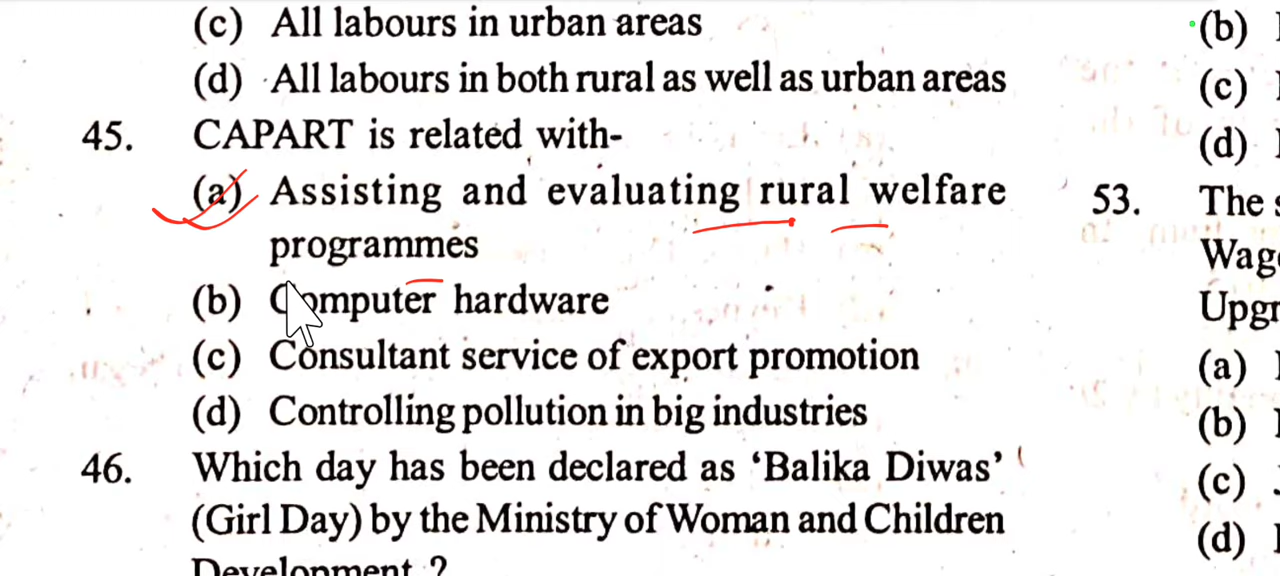 (c) All labours in urban areas
(d) All labours in both rural as well as urban areas
45. CAPART is related with-
(a) Assisting and evaluating rural welfare
programmes
(b) Computer hardware
(c) Consultant service of export promotion
(d) Controlling pollution in big industries
46. Which day has been declared as ‘Balika Diwas’
(Girl Day) by the Ministry of Woman and Children
Development ?
(b)
(c)
(d)
53. The
Wage
Upgr
(a)
(b)
(c)
(d)